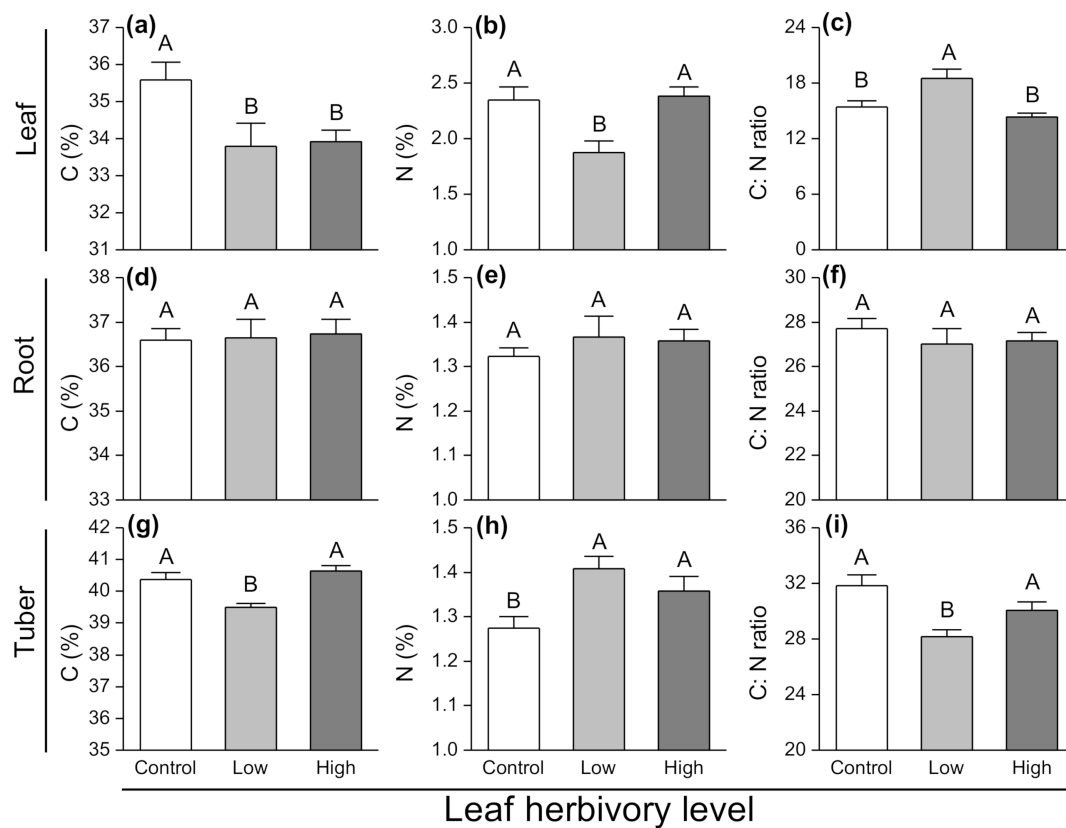 Leaf
(a)
C (%)
37
36
35
34
33
32
31
A
B
B
(b)
N (%)
3.0
2.5
2.0
1.5
1.0
A
B
A
(c)
C: N ratio
24
18
12
6
0
B
A
B
Root
(d)
C (%)
38
37
36
35
34
33
A
A
A
(e)
N (%)
1.5
1.4
1.3
1.2
1.1
1.0
A
A
A
(f)
C: N ratio
30
28
26
24
22
20
A
A
A
Tuber
(g)
C (%)
42
41
40
39
38
37
36
35
A
B
A
(h)
N (%)
1.5
1.4
1.3
1.2
1.1
1.0
B
A
A
(i)
C: N ratio
36
32
28
24
20
A
B
A
Control Low High
Control Low High
Control Low High
Leaf herbivory level